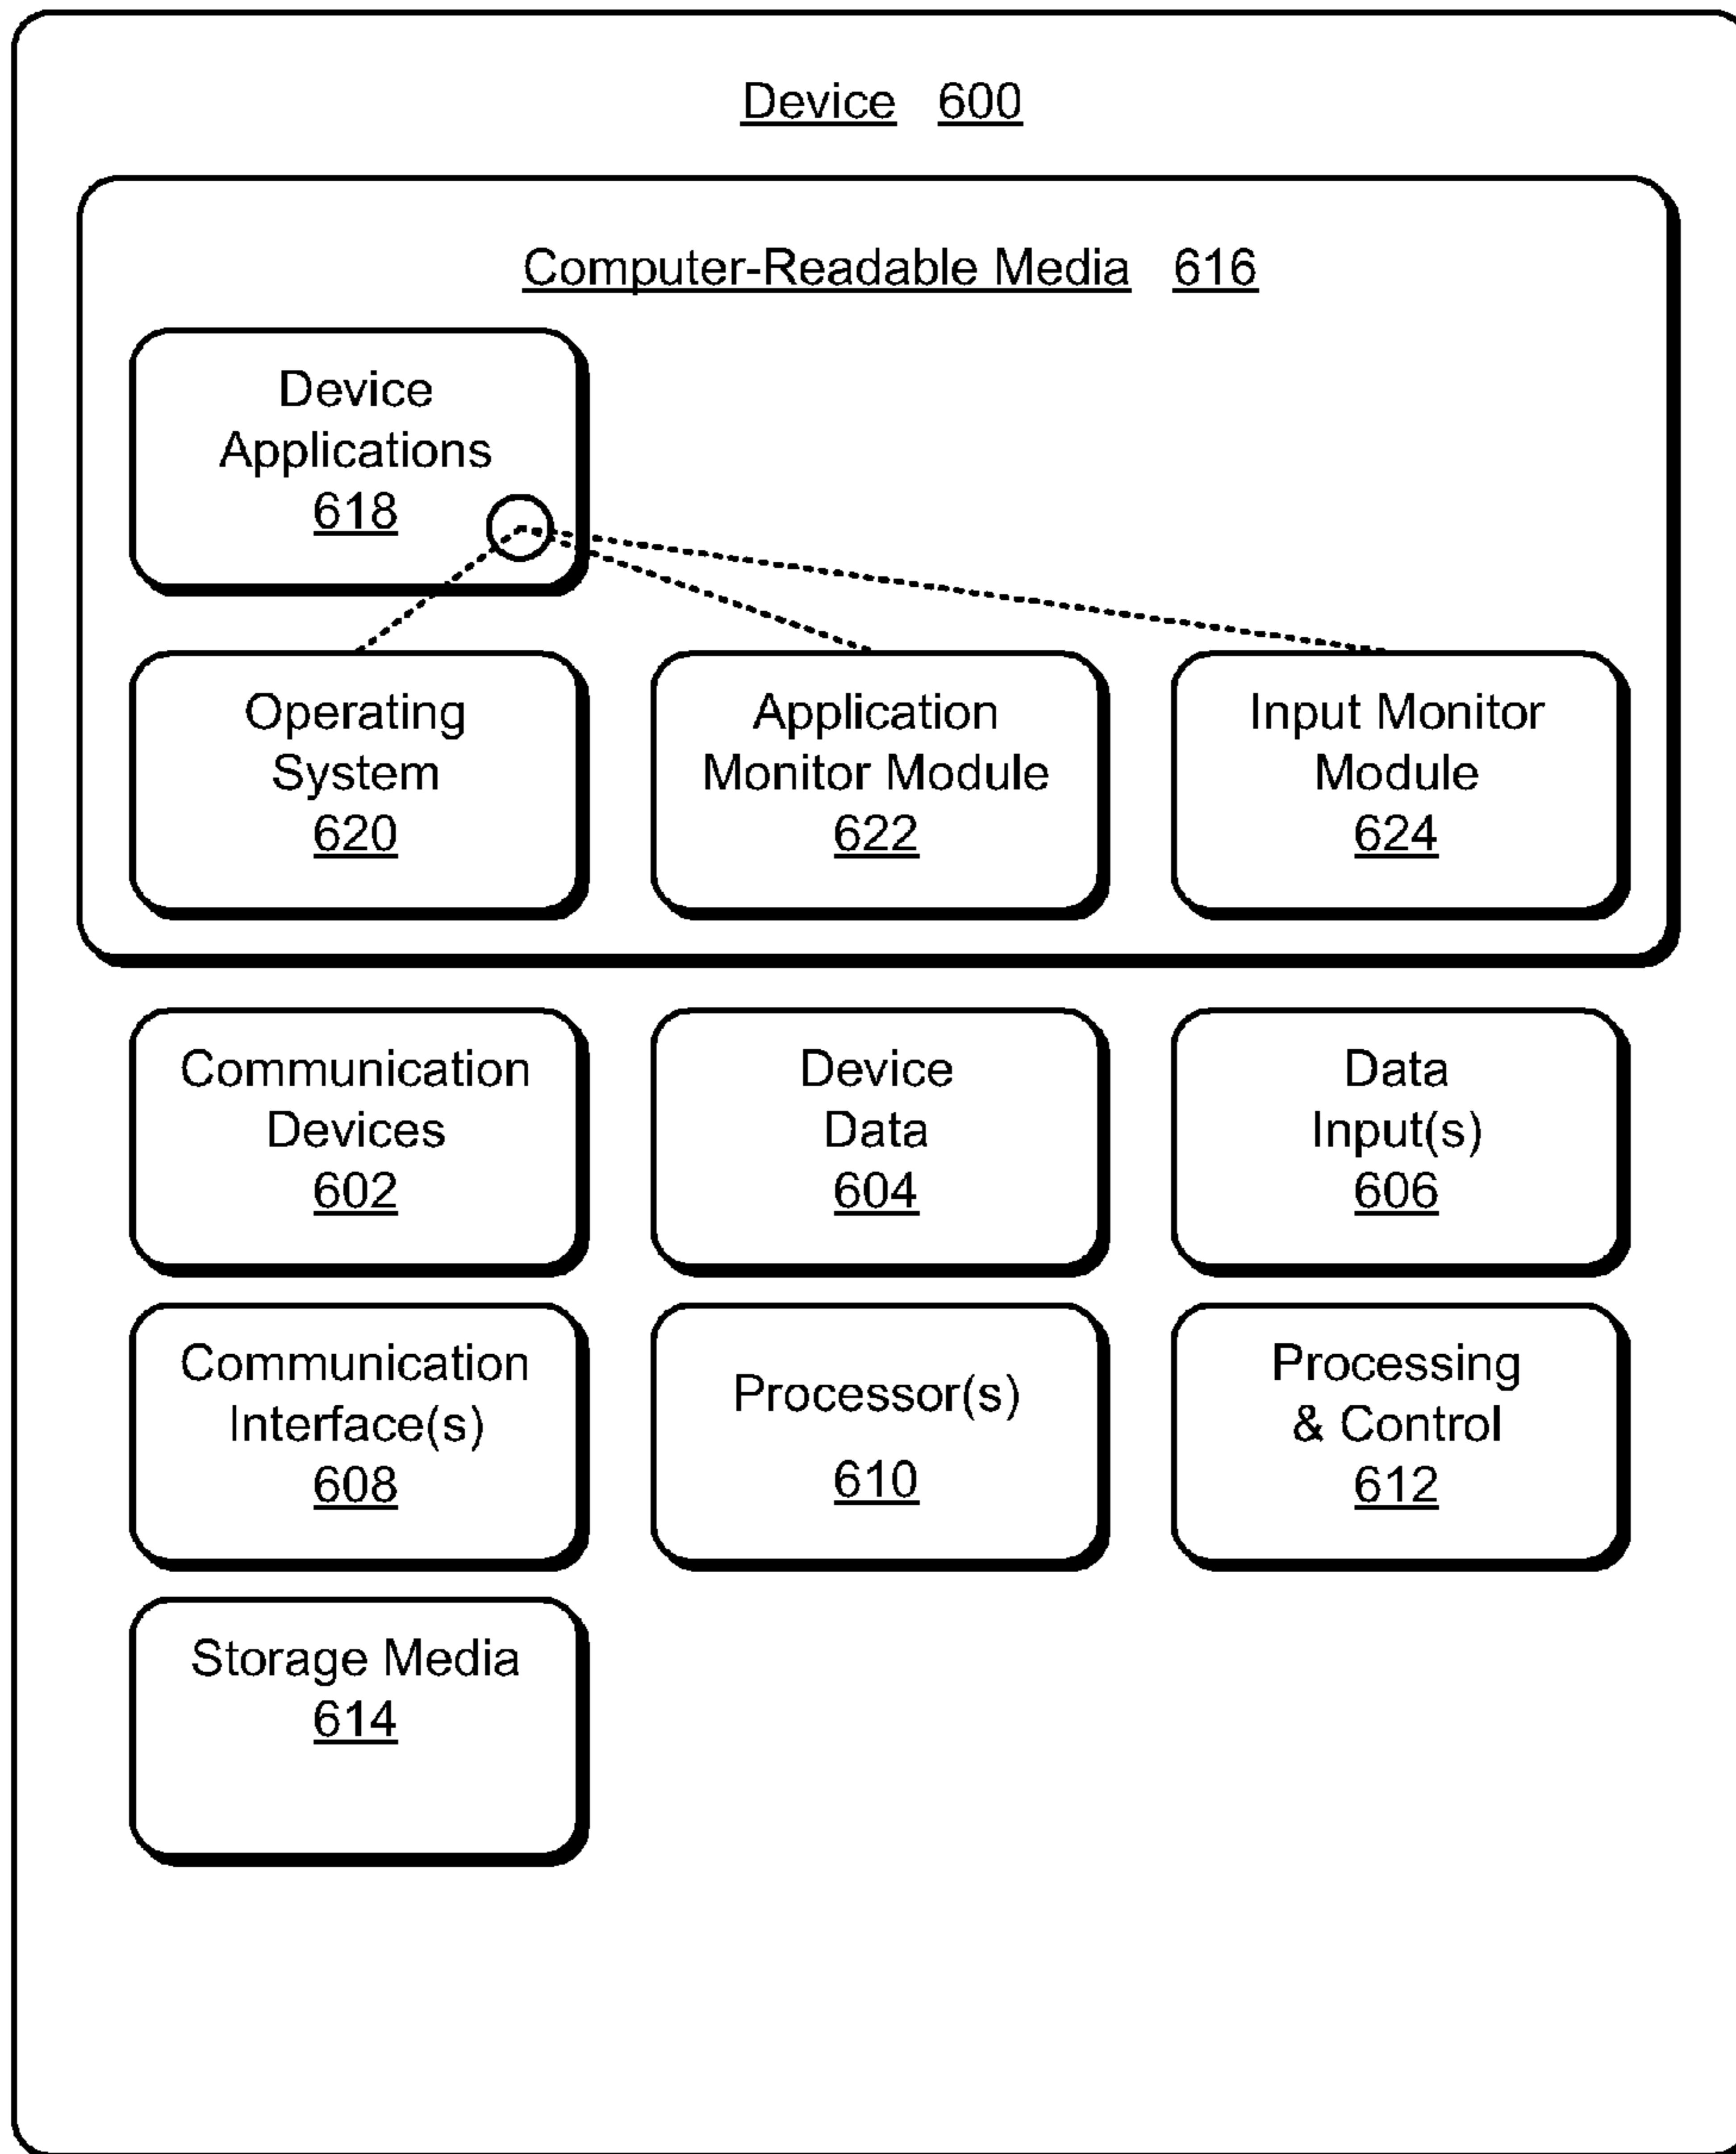 Device 600
Computer-Readable Media 616
Device
Applications
618
Operating
System
620
Application
Monitor Module
622
Input Monitor
Module
624
Communication
Devices
602
Device
Data
604
Data
Input(s)
606
Communication
Interface(s)
608
Processor(s)
610
Processing
& Control
612
Storage Media
614